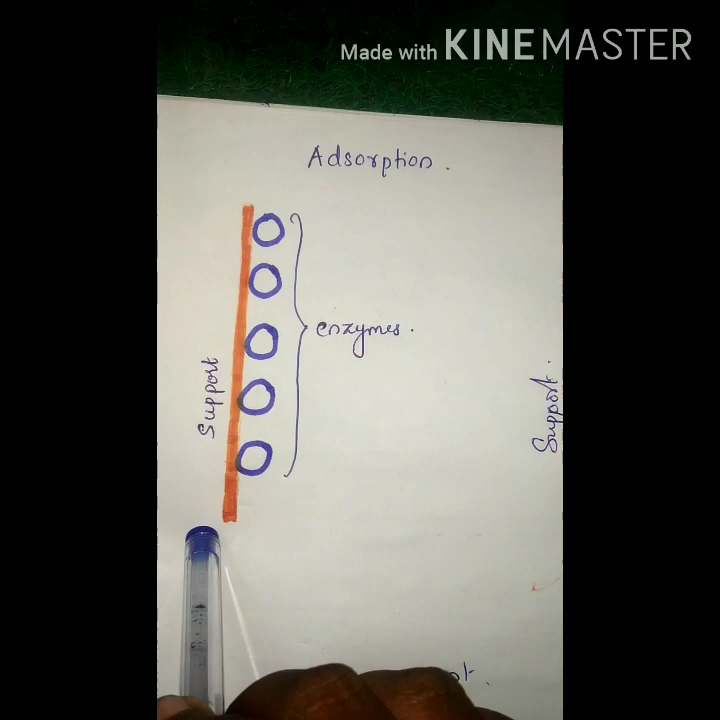 Made with KINEMASTER
Adsorption.
enzymes.
Support
Support.